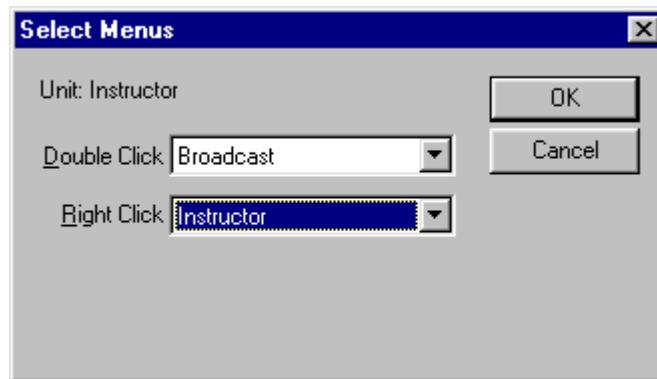 Select Menus
Unit: Instructor
OK
Double Click Broadcast
Cancel
Right Click Instructor